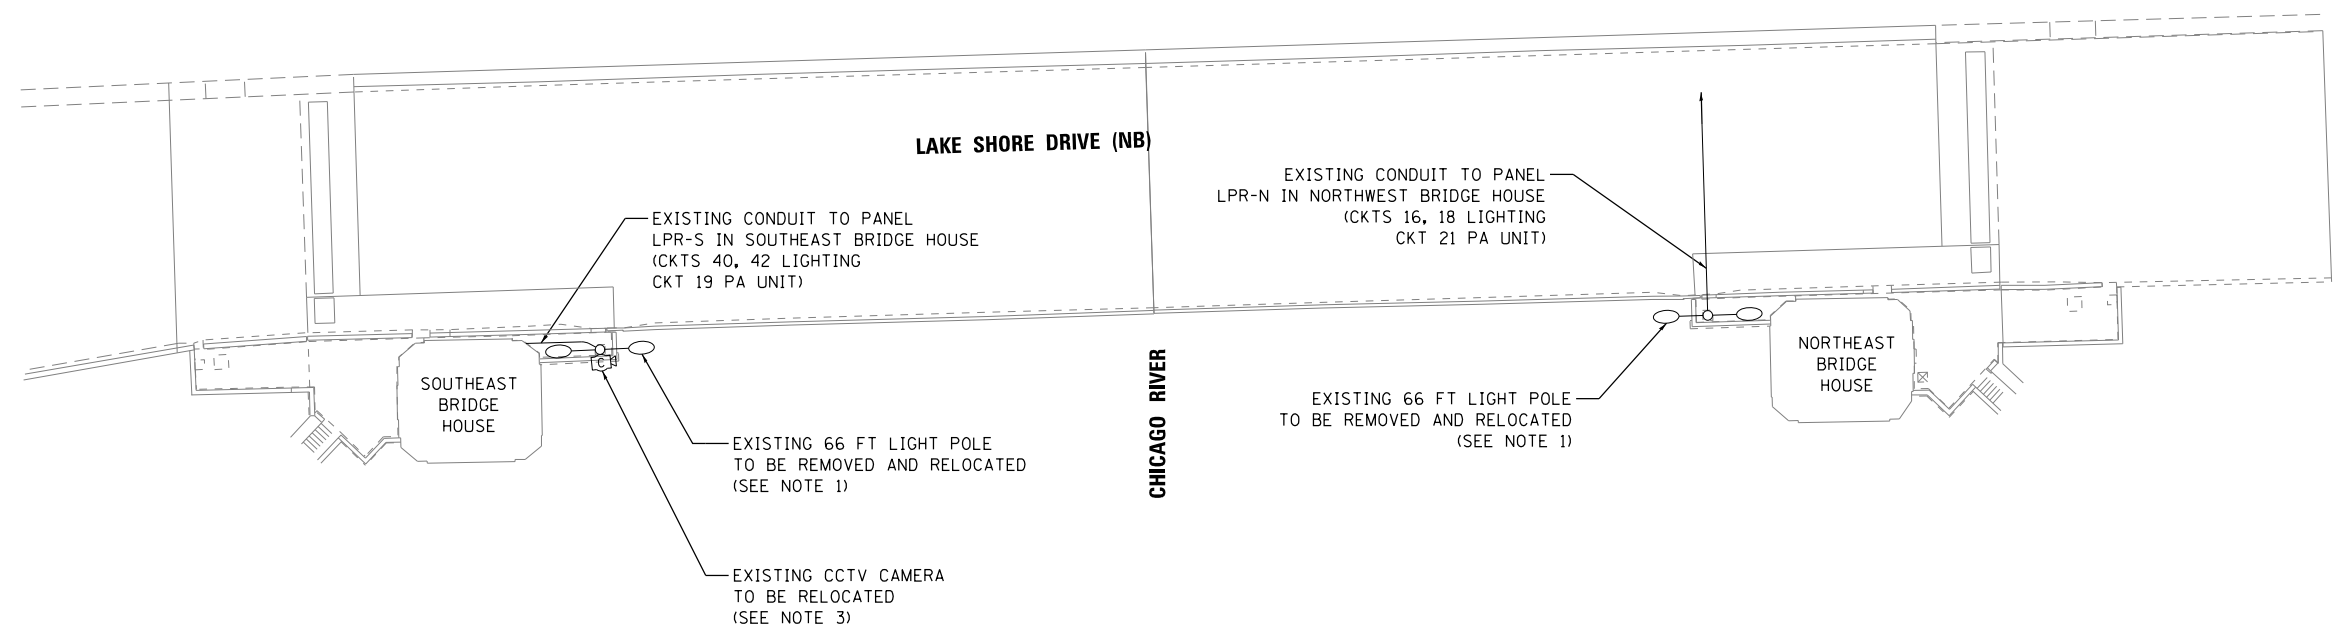 LAKE SHORE DRIVE (NB)
EXISTING CONDUIT TO PANEL
LPR-N IN NORTHWEST BRIDGE HOUSE
(CKTS 16, 18 LIGHTING
CKT 21 PA UNIT)
EXISTING CONDUIT TO PANEL
LPR-S IN SOUTHEAST BRIDGE HOUSE
(CKTS 40, 42 LIGHTING
CKT 19 PA UNIT)
SOUTHEAST
BRIDGE
HOUSE
C
NORTHEAST
BRIDGE
HOUSE
CHICAGO RIVER
EXISTING 66 FT LIGHT POLE
TO BE REMOVED AND RELOCATED
(SEE NOTE 1)
EXISTING 66 FT LIGHT POLE
TO BE REMOVED AND RELOCATED
(SEE NOTE 1)
EXISTING CCTV CAMERA
TO BE RELOCATED
(SEE NOTE 3)